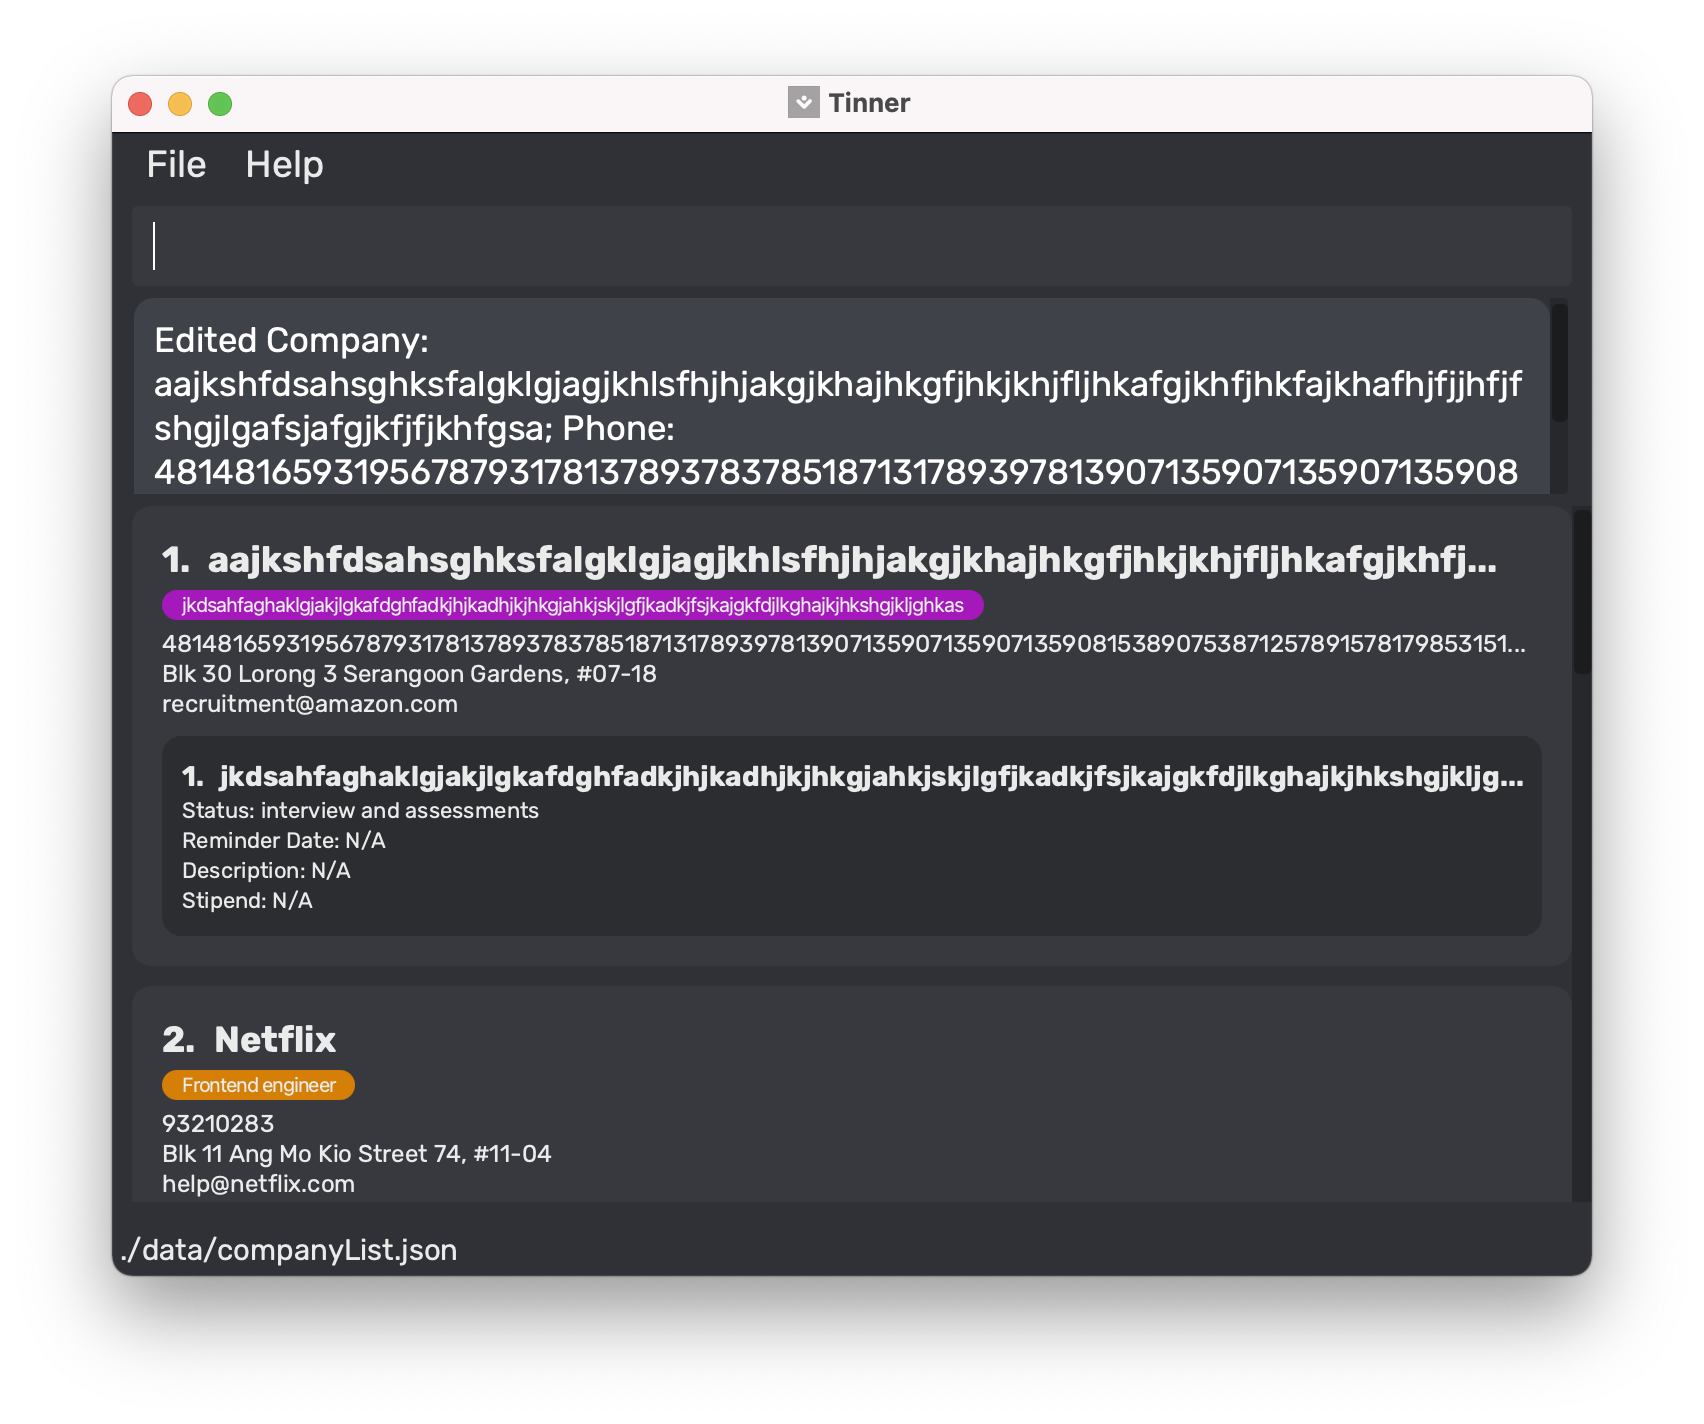 Tinner
File Help
Edited Company:
aajkshfdsahsghksfalgklgjagjkhlsfhjhjakgjkhajhkgfjhkjkhjfljhkafgjkhfjhkfajkhafhjfjjhfjf
shgjlgafsjafgjkfjfjkhfgsa; Phone:
48148165931956787931781378937837851871317893978139071359071359071359​08
1. aajkshfdsahsghksfalgklgjagjkhlsfhjhjakgjkhajhkgfjhkjkhjfljhkafgjkhfj...
jkdsahfaghaklgjakjlgkafdghfadkjhjkadhjkjhkgjahkjskjlgfjkadkjfsjkajgkfdjlkghajkjhkshgjkljghkas
4814816593195678793178137893783785187131789397813907135907135907135908153890753871257891578179853151...
Blk 30 Lorong 3 Serangoon Gardens, #07-18
recruitment@amazon.com
1. jkdsahfaghaklgjakjlgkafdghfadkjhjkadhjkjhkgjahkjskjlgfjkadkjfsjkajgkfdjlkghajkjhkshgjkljg...
Status: interview and assessments
Reminder Date: N/A
Description: N/A
Stipend: N/A
2. Netflix
Frontend engineer
93210283
Blk 11 Ang Mo Kio Street 74, #11-04
help@netflix.com
./data/companyList.json